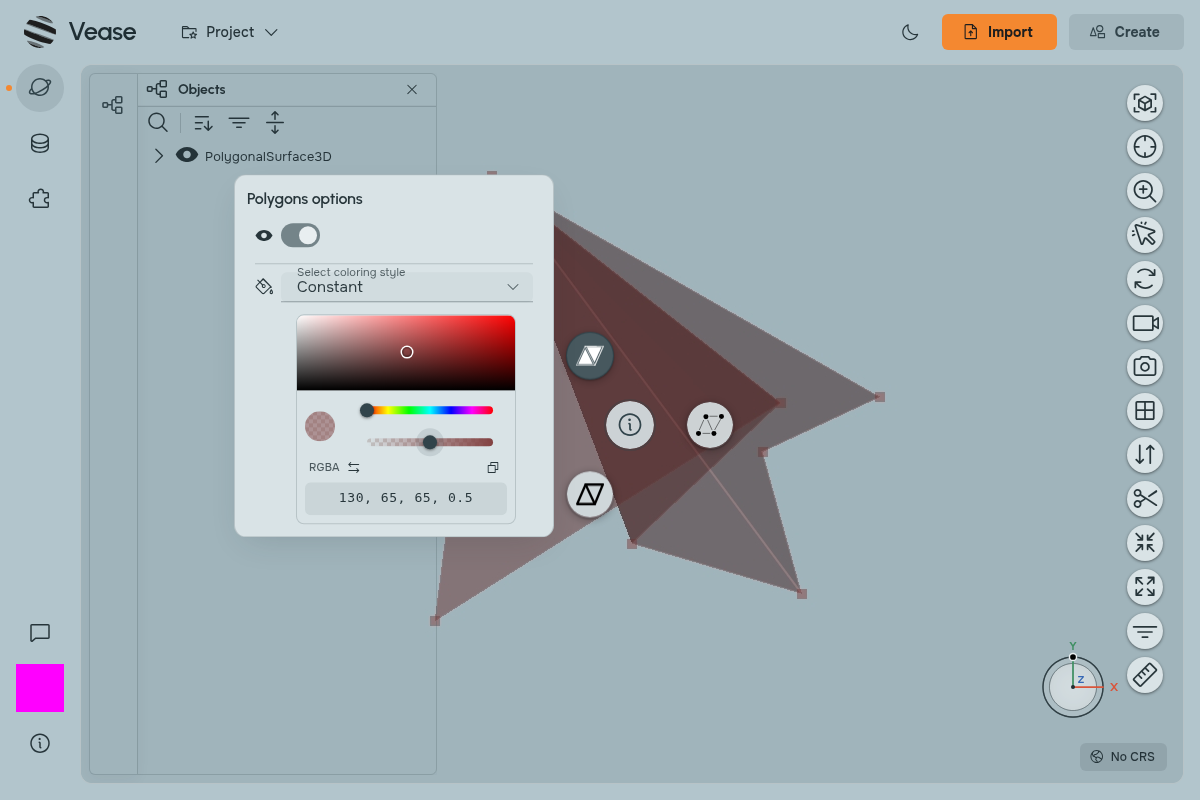 Vease
Project
Import
Create
Objects
PolygonalSurface3D
Polygons options
Select coloring style
Constant
RGBA
130, 65, 65, 0.5
Y
Z
X
No CRS